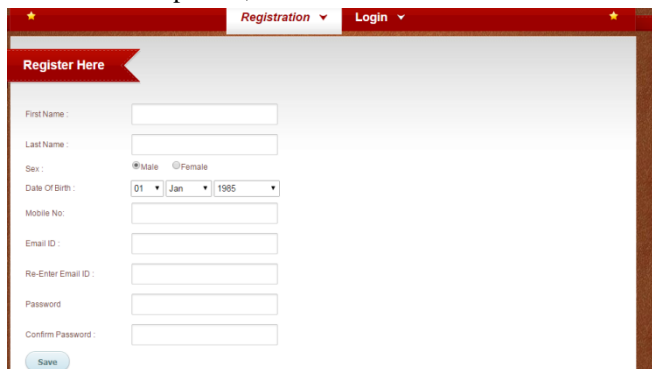 Registration Login
Register Here
First Name :
Last Name :
Sex : Male Female
Date Of Birth : 01 Jan 1985
Mobile No:
Email ID :
Re-Enter Email ID :
Password
Confirm Password :
Save